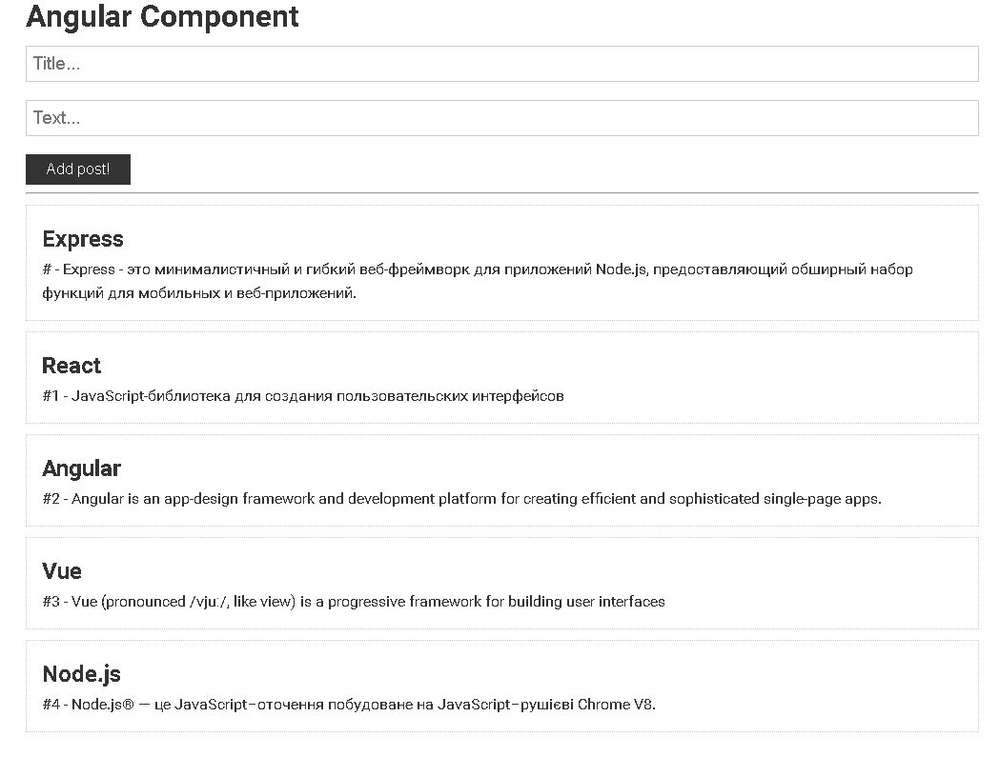 Angular Component
Title...
Text...
Add post!
Express
# - Express - это минималистичный и гибкий веб-фреймворк для приложений Node.js, предоставляющий обширный набор
функций для мобильных и веб-приложений.
React
#1 - JavaScript-библиотека для создания пользовательских интерфейсов
Angular
#2 - Angular is an app-design framework and development platform for creating efficient and sophisticated single-page apps.
Vue
#3 - Vue (pronounced /vjuː/, like view) is a progressive framework for building user interfaces
Node.js
#4 - Node.js® — це JavaScript–оточення побудоване на JavaScript–рушієві Chrome V8.